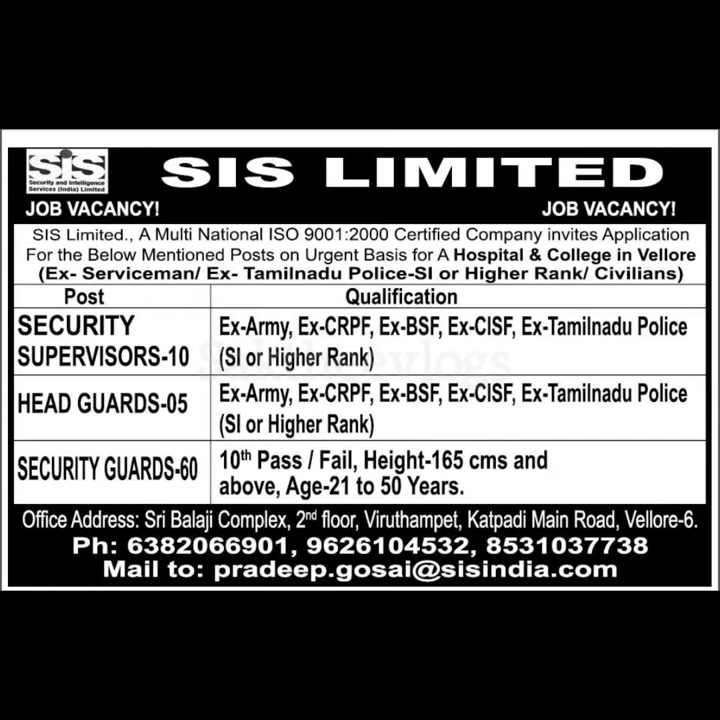 SIS
Security and Intelligence
Services (India) Limited
SIS LIMITED
JOB VACANCY! JOB VACANCY!
SIS Limited., A Multi National ISO 9001:2000 Certified Company invites Application
For the Below Mentioned Posts on Urgent Basis for A Hospital & College in Vellore
(Ex- Serviceman/ Ex- Tamilnadu Police-SI or Higher Rank/ Civilians)
Post Qualification
SECURITY
SUPERVISORS-10
Ex-Army, Ex-CRPF, Ex-BSF, Ex-CISF, Ex-Tamilnadu Police
(SI or Higher Rank)
HEAD GUARDS-05
Ex-Army, Ex-CRPF, Ex-BSF, Ex-CISF, Ex-Tamilnadu Police
(SI or Higher Rank)
SECURITY GUARDS-60
10th Pass / Fail, Height-165 cms and
above, Age-21 to 50 Years.
Office Address: Sri Balaji Complex, 2nd floor, Viruthampet, Katpadi Main Road, Vellore-6.
Ph: 6382066901, 9626104532, 8531037738
Mail to: pradeep.gosai@sisindia.com